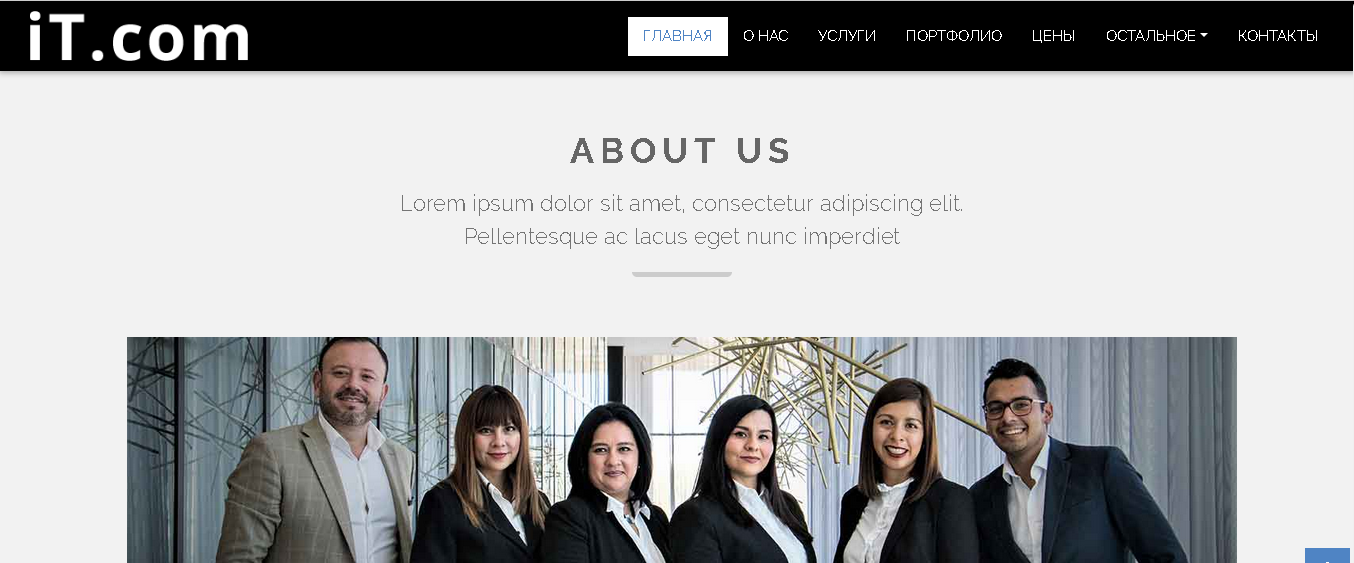 iT.com
ГЛАВНАЯ О НАС УСЛУГИ ПОРТФОЛИО ЦЕНЫ ОСТАЛЬНОЕ КОНТАКТЫ
ABOUT US
Lorem ipsum dolor sit amet, consectetur adipiscing elit.
Pellentesque ac lacus eget nunc imperdiet